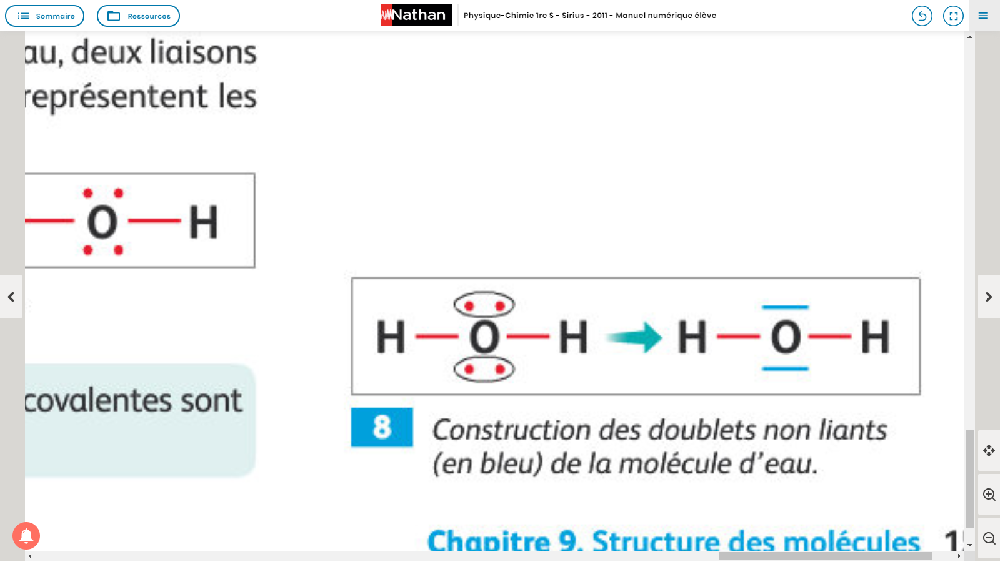 Sommaire
Ressources
Nathan
Physique-Chimie 1re S - Sirius - 2011 - Manuel numérique élève
au, deux liaisons
représentent les
O H
H O H H O H
covalentes sont
8
Construction des doublets non liants
(en bleu) de la molécule d'eau.
Chapitre 9. Structure des molécules